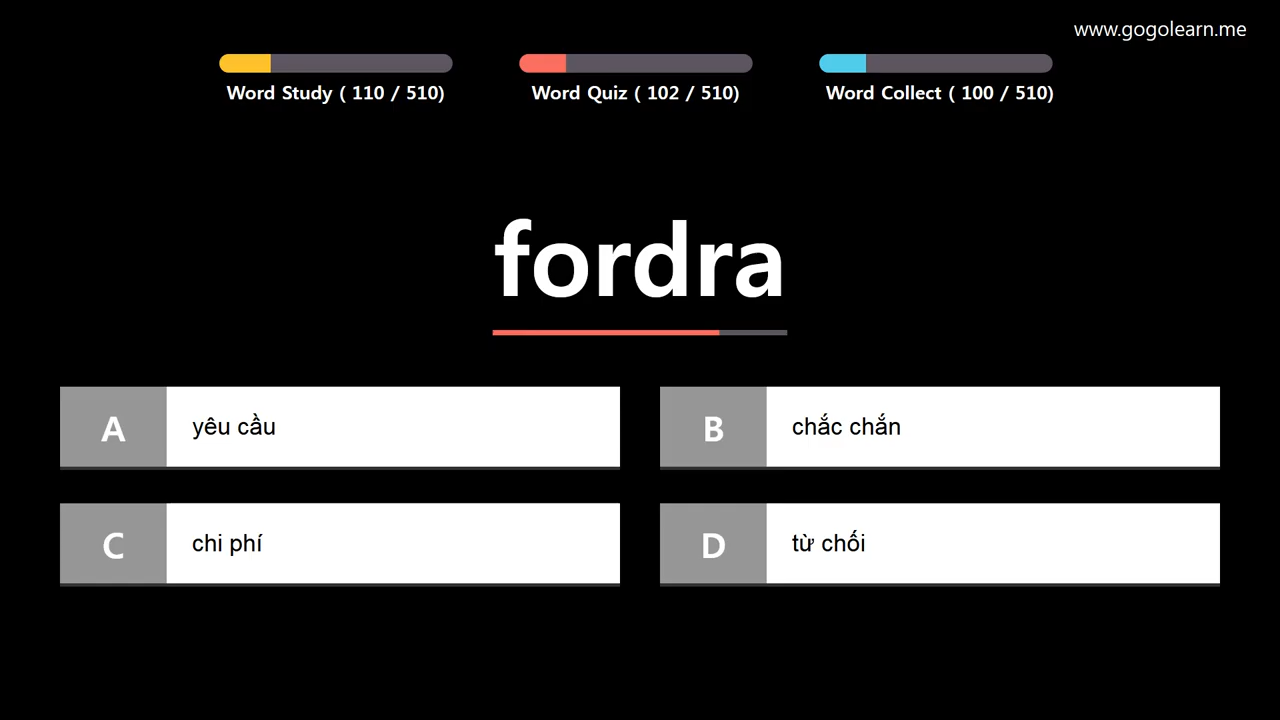 www.gogolearn.me
Word Study ( 110 / 510)
Word Quiz ( 102 / 510)
Word Collect ( 100 / 510)
fordra
A yêu cầu
B chắc chắn
C chi phí
D từ chối